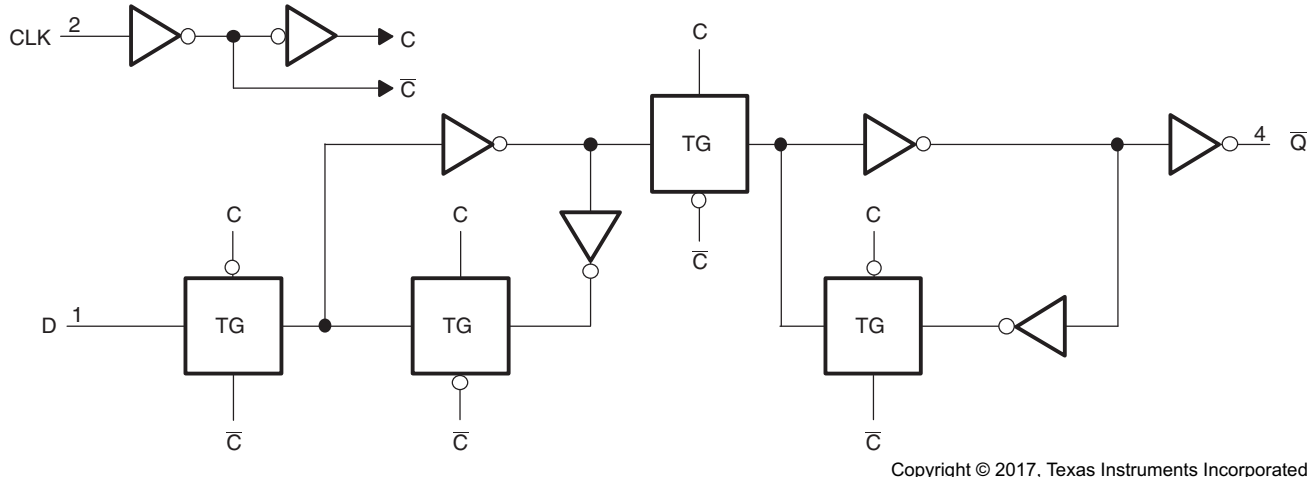 CLK 2
C
C̅
C
TG
4 Q̅
C̅
C
C
C
D 1
TG
TG
TG
C̅
C̅
C̅
Copyright © 2017, Texas Instruments Incorporated